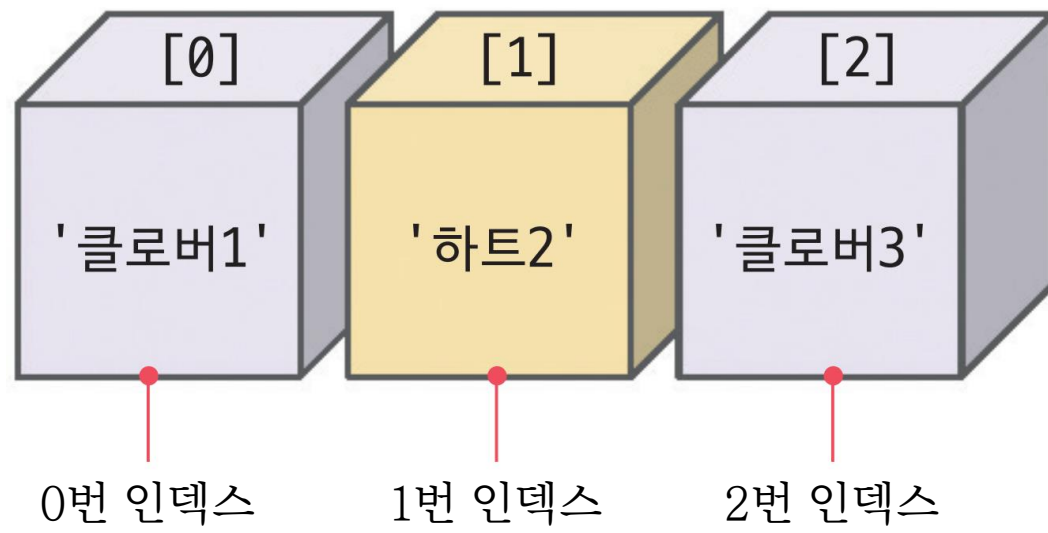 [0] [1] [2]
'클로버1' '하트2' '클로버3'
0번 인덱스 1번 인덱스 2번 인덱스